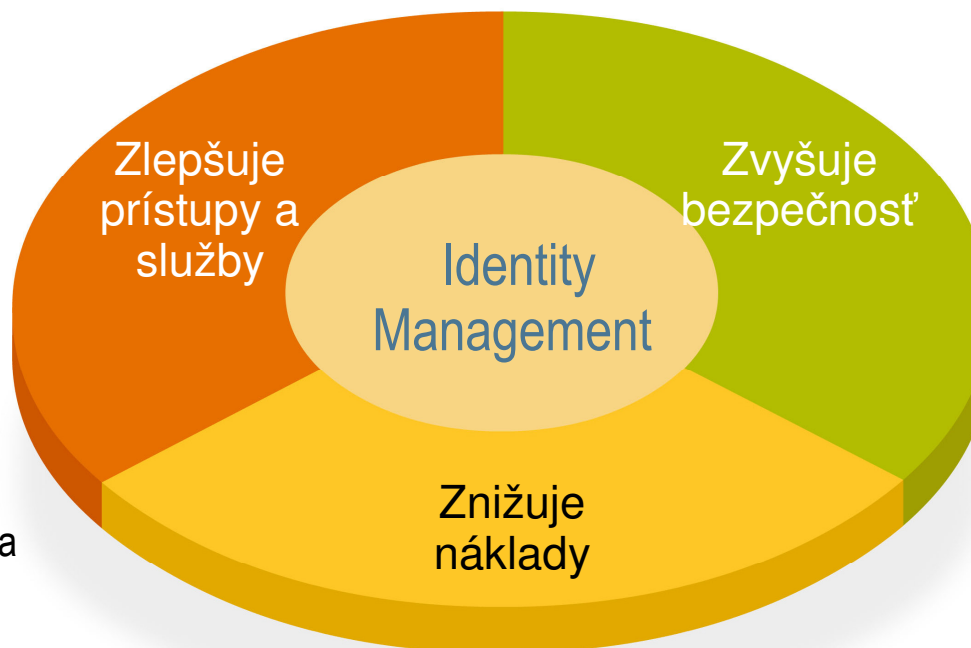 Zlepšuje
prístupy a
služby
Zvyšuje
bezpečnosť
Identity
Management
Znižuje
náklady
a